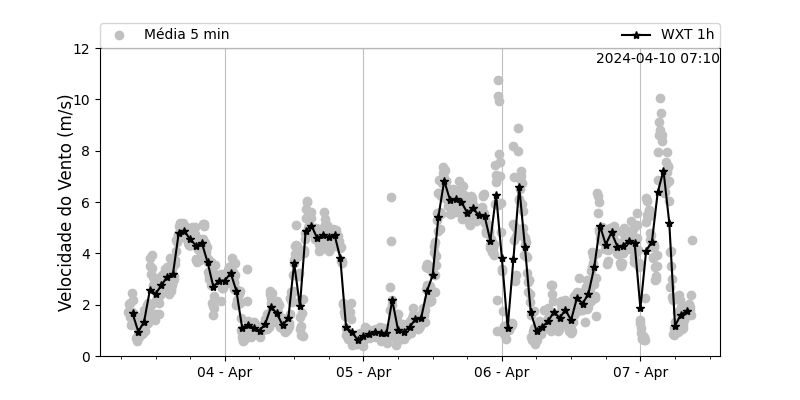 Média 5 min
WXT 1h
2024-04-10 07:10
Velocidade do Vento (m/s)
12
10
8
6
4
2
0
04 - Apr
05 - Apr
06 - Apr
07 - Apr